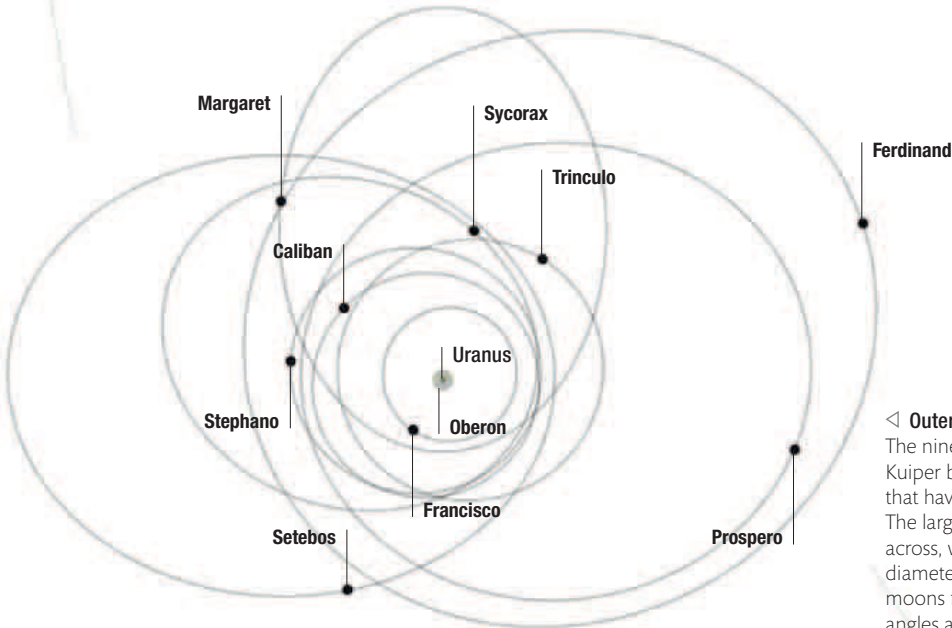 Margaret
Sycorax
Ferdinand
Trinculo
Caliban
Uranus
Stephano
Oberon
◁ Outer
The nine
Kuiper b
that hav
The larg
Francisco
across, w
Setebos
Prospero
diamete
moons
angles a